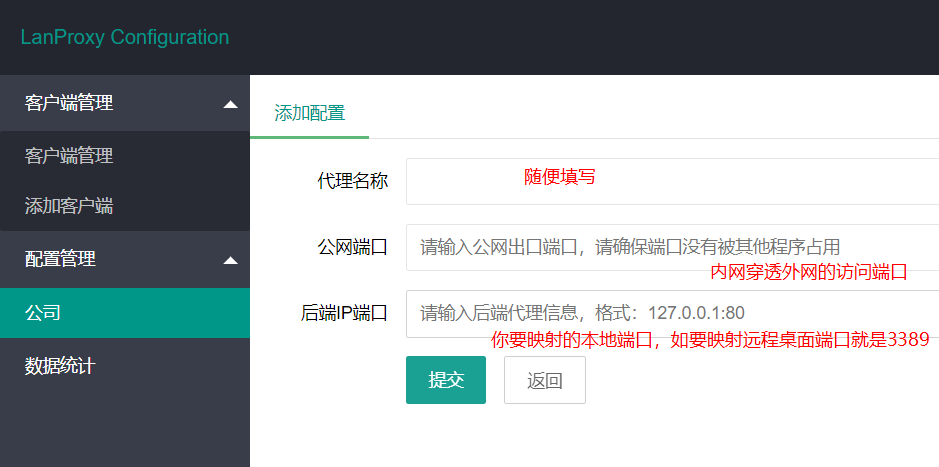 LanProxy Configuration
客户端管理
客户端管理
添加客户端
配置管理
公司
数据统计
添加配置
代理名称
随便填写
公网端口
请输入公网出口端口，请确保端口没有被其他程序占用
内网穿透外网的访问端口
后端IP端口
请输入后端代理信息，格式：127.0.0.1:80
你要映射的本地端口，如要映射远程桌面端口就是3389
提交
返回